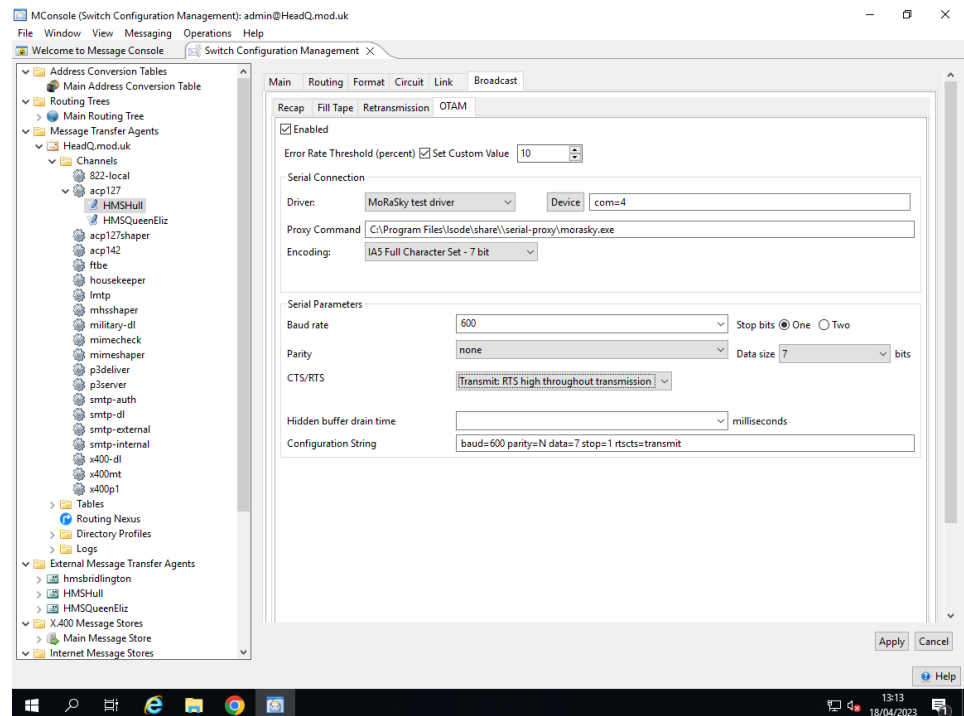 MConsole (Switch Configuration Management): admin@HeadQ.mod.uk
File Window View Messaging Operations Help
Welcome to Message Console
Switch Configuration Management
Address Conversion Tables
Main Address Conversion Table
Routing Trees
Main Routing Tree
Message Transfer Agents
HeadQ.mod.uk
Channels
822-local
acp127
HMSHull
HMSQueenEliz
acp127shaper
acp142
ftbe
housekeeper
lmtp
mhsshaper
military-dl
mimecheck
mimeshaper
p3deliver
p3server
smtp-auth
smtp-dl
smtp-external
smtp-internal
x400-dl
x400mt
x400p1
Tables
Routing Nexus
Directory Profiles
Logs
External Message Transfer Agents
hmsbridlington
HMSHull
HMSQueenEliz
X.400 Message Stores
Main Message Store
Internet Message Stores
Main Routing Format Circuit Link Broadcast
Recap Fill Tape Retransmission OTAM
Enabled
Error Rate Threshold (percent) Set Custom Value 10
Serial Connection
Driver: MoRaSky test driver Device com=4
Proxy Command C:\Program Files\Isode\share\\serial-proxy\morasky.exe
Encoding: IA5 Full Character Set - 7 bit
Serial Parameters
Baud rate 600 Stop bits One Two
Parity none Data size 7 bits
CTS/RTS Transmit: RTS high throughout transmission
Hidden buffer drain time milliseconds
Configuration String baud=600 parity=N data=7 stop=1 rtscts=transmit
Apply Cancel
Help
13:13
18/04/2023
1